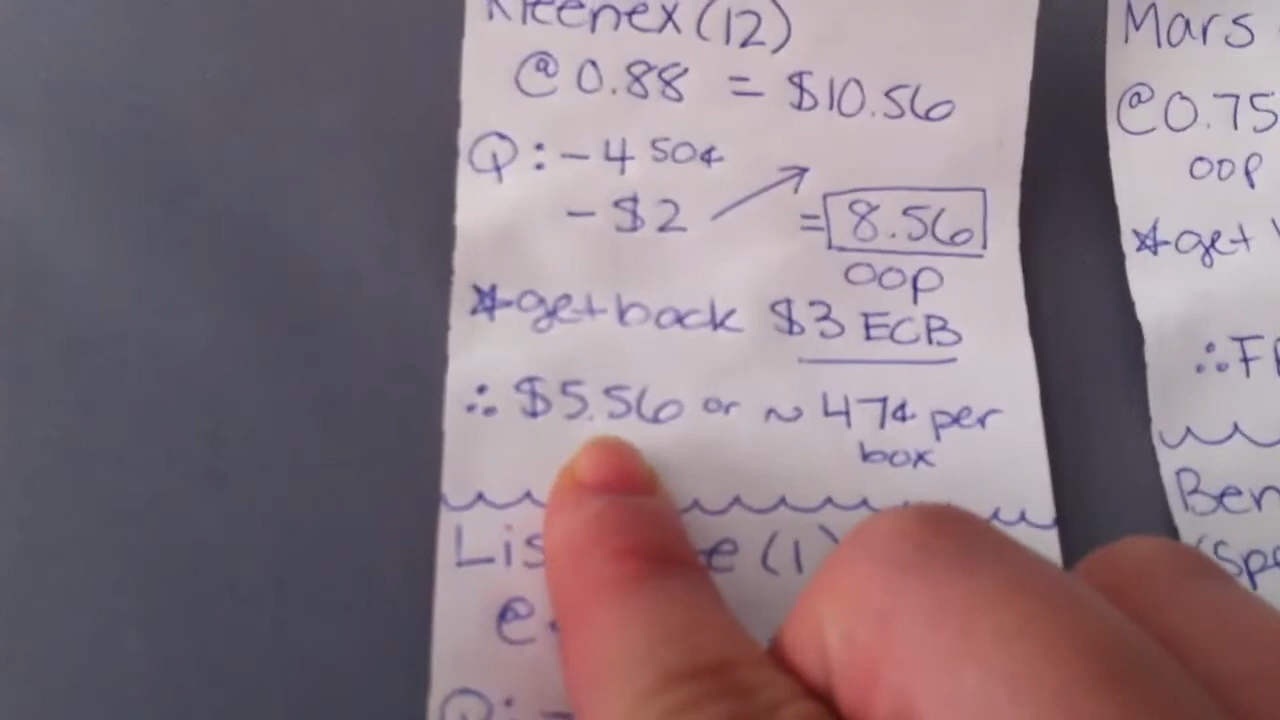 Kleenex (12)
@ 0.88 = $10.56
Q: - 4 50¢
- $2 = 8.56
OOP
*get back $3 ECB
∴ $5.56 or ~ 47¢ per
box
(1)
@
Q: -
Mars
@0.75
OOP
*get
∴
Ben